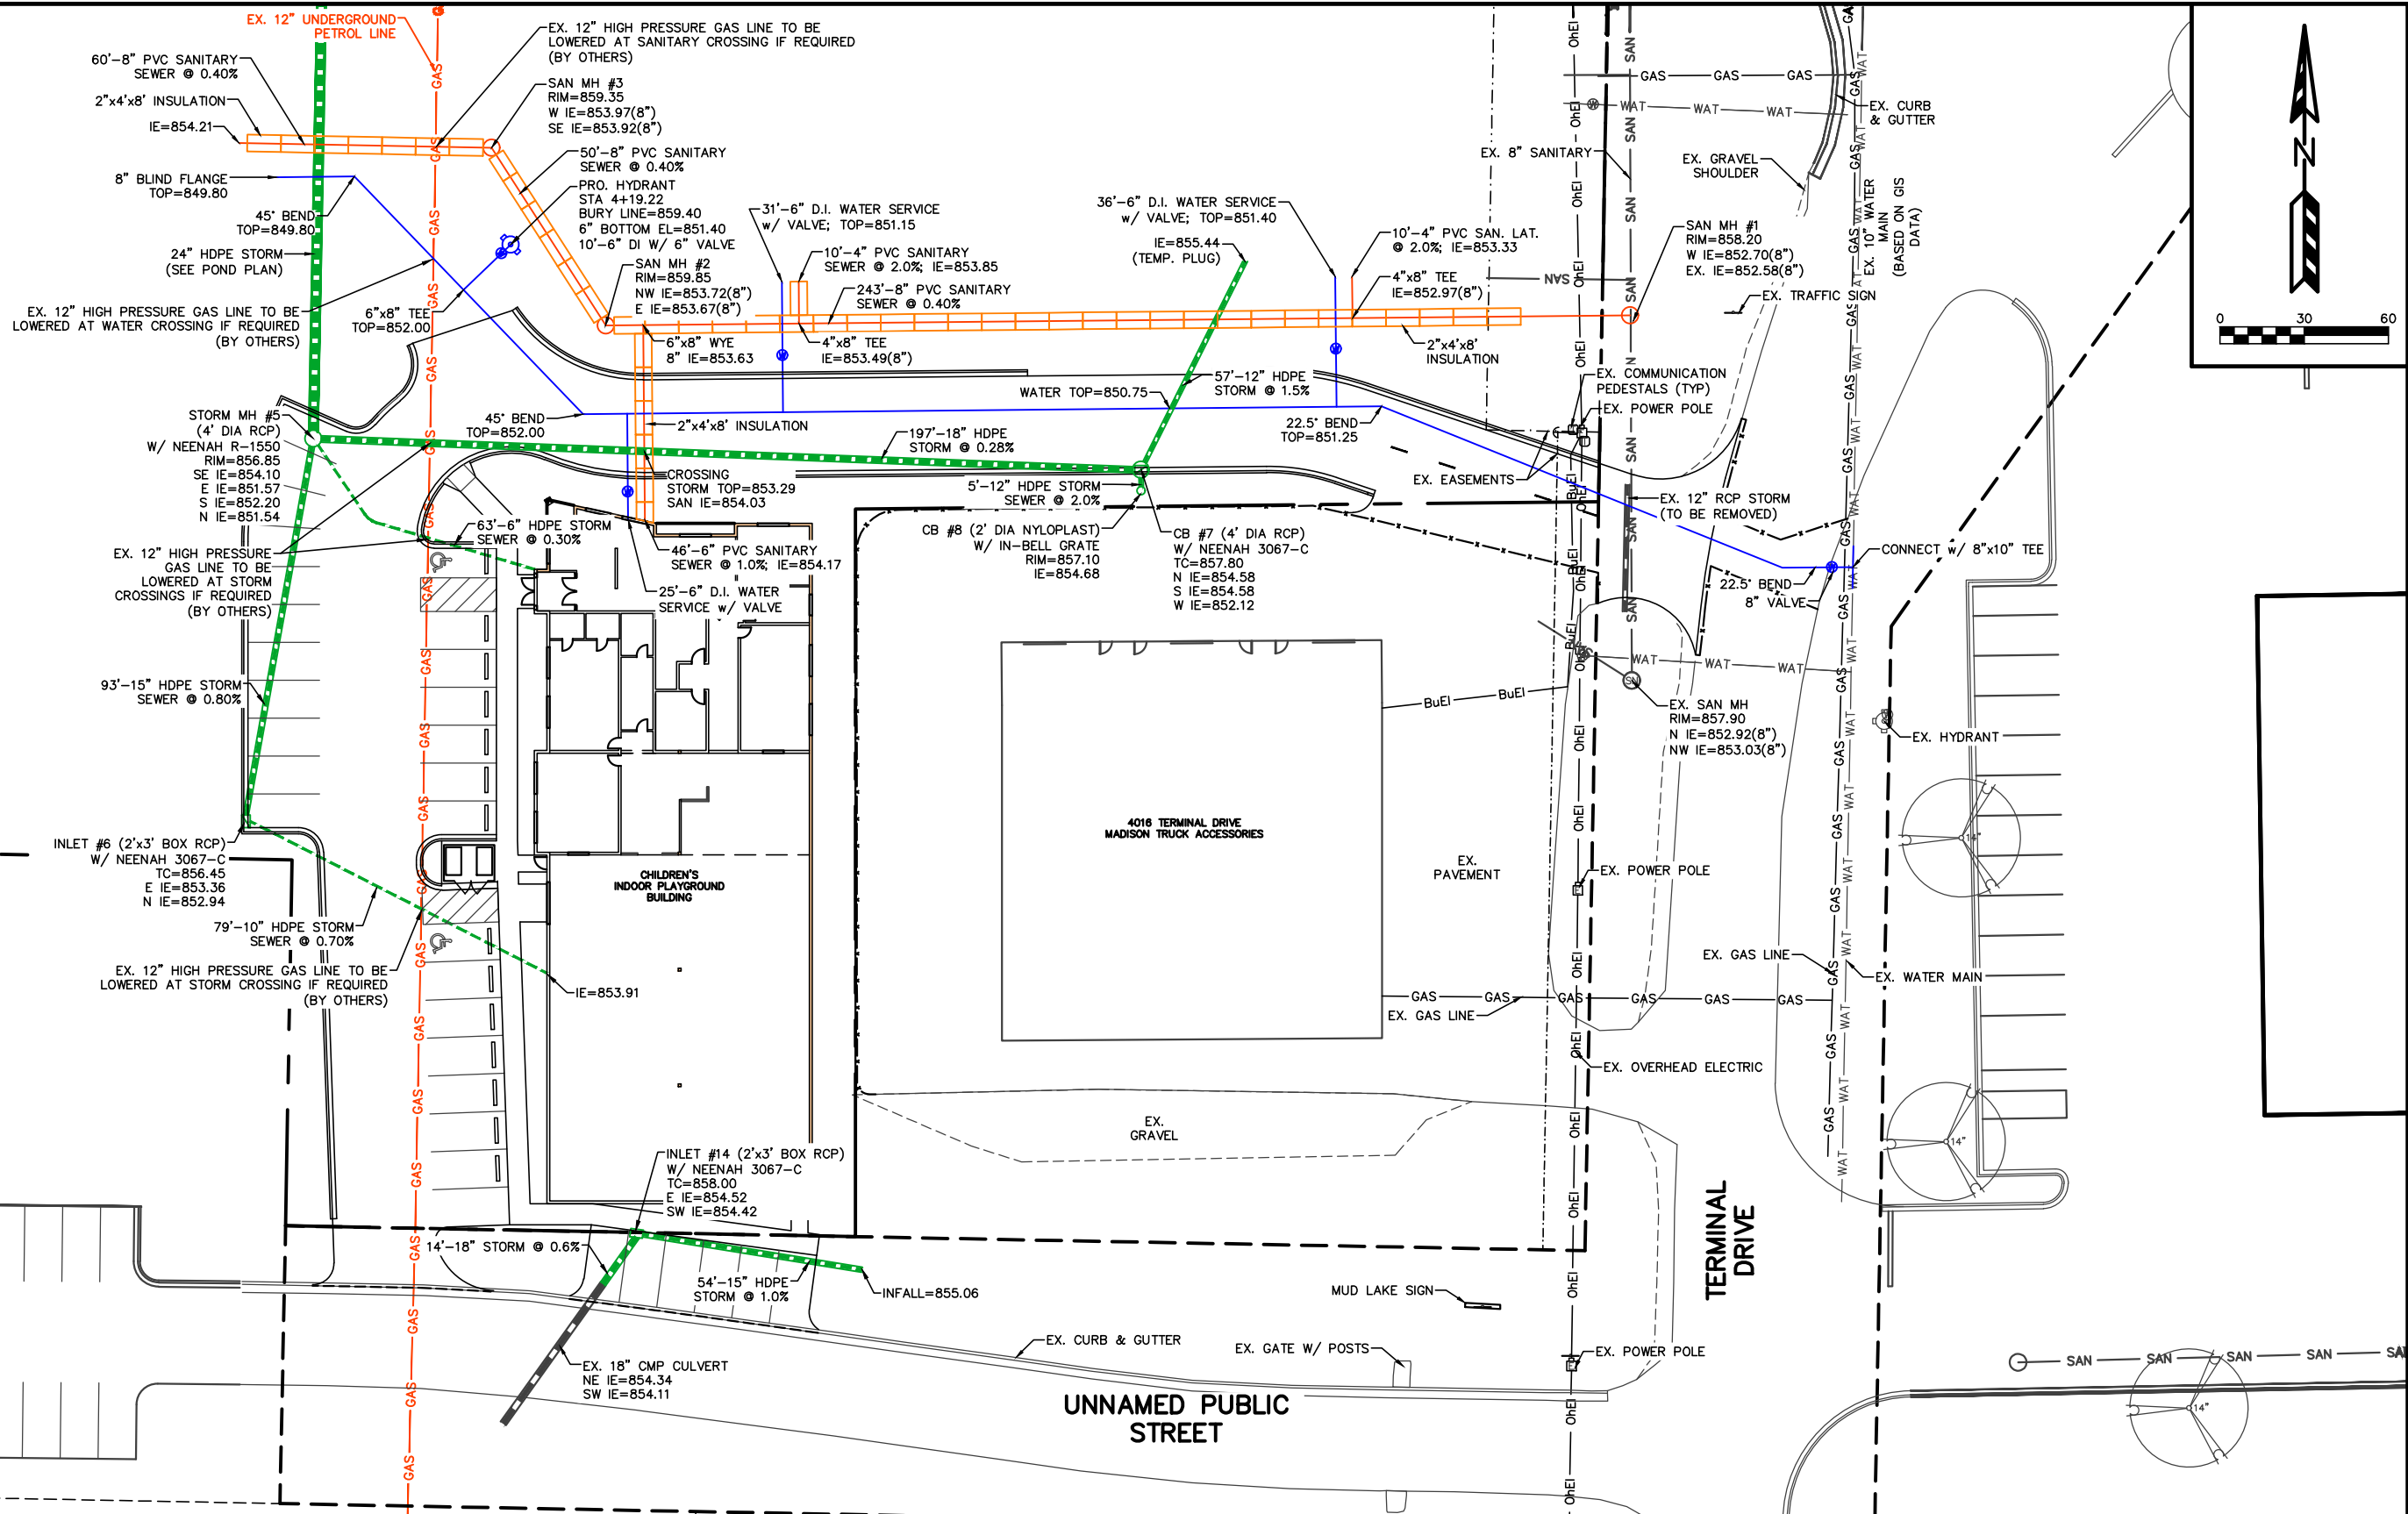 EX. 12" UNDERGROUND
PETROL LINE
EX. 12" HIGH PRESSURE GAS LINE TO BE
LOWERED AT SANITARY CROSSING IF REQUIRED
(BY OTHERS)
60'-8" PVC SANITARY
SEWER @ 0.40%
2"x4'x8' INSULATION
IE=854.21
SAN MH #3
RIM=859.35
W IE=853.97(8")
SE IE=853.92(8")
8" BLIND FLANGE
TOP=849.80
45° BEND
TOP=849.80
24" HDPE STORM
(SEE POND PLAN)
50'-8" PVC SANITARY
SEWER @ 0.40%
PRO. HYDRANT
STA 4+19.22
BURY LINE=859.40
6" BOTTOM EL=851.40
10'-6" DI W/ 6" VALVE
SAN MH #2
RIM=859.85
NW IE=853.72(8")
E IE=853.67(8")
31'-6" D.I. WATER SERVICE
w/ VALVE; TOP=851.15
10'-4" PVC SANITARY
SEWER @ 2.0%; IE=853.85
243'-8" PVC SANITARY
SEWER @ 0.40%
36'-6" D.I. WATER SERVICE
w/ VALVE; TOP=851.40
IE=855.44
(TEMP. PLUG)
10'-4" PVC SAN. LAT.
@ 2.0%; IE=853.33
4"x8" TEE
IE=852.97(8")
EX. 8" SANITARY
EX. GRAVEL
SHOULDER
EX. CURB
& GUTTER
EX. 10" WATER
MAIN
(BASED ON GIS
DATA)
SAN MH #1
RIM=858.20
W IE=852.70(8")
EX. IE=852.58(8")
EX. TRAFFIC SIGN
N
0 30 60
EX. 12" HIGH PRESSURE GAS LINE TO BE
LOWERED AT WATER CROSSING IF REQUIRED
(BY OTHERS)
6"x8" TEE
TOP=852.00
6"x8" WYE
8" IE=853.63
4"x8" TEE
IE=853.49(8")
2"x4'x8'
INSULATION
WATER TOP=850.75
57'-12" HDPE
STORM @ 1.5%
EX. COMMUNICATION
PEDESTALS (TYP)
EX. POWER POLE
STORM MH #5
(4' DIA RCP)
W/ NEENAH R-1550
RIM=856.85
SE IE=854.10
E IE=851.57
S IE=852.20
N IE=851.54
45° BEND
TOP=852.00
2"x4'x8' INSULATION
197'-18" HDPE
STORM @ 0.28%
22.5° BEND
TOP=851.25
CROSSING
STORM TOP=853.29
SAN IE=854.03
5'-12" HDPE STORM
SEWER @ 2.0%
EX. EASEMENTS
EX. 12" RCP STORM
(TO BE REMOVED)
63'-6" HDPE STORM
SEWER @ 0.30%
46'-6" PVC SANITARY
SEWER @ 1.0%; IE=854.17
25'-6" D.I. WATER
SERVICE w/ VALVE
CB #8 (2' DIA NYLOPLAST)
W/ IN-BELL GRATE
RIM=857.10
IE=854.68
CB #7 (4' DIA RCP)
W/ NEENAH 3067-C
TC=857.80
N IE=854.58
S IE=854.58
W IE=852.12
CONNECT w/ 8"x10" TEE
22.5° BEND
8" VALVE
EX. 12" HIGH PRESSURE
GAS LINE TO BE
LOWERED AT STORM
CROSSINGS IF REQUIRED
(BY OTHERS)
93'-15" HDPE STORM
SEWER @ 0.80%
EX. SAN MH
RIM=857.90
N IE=852.92(8")
NW IE=853.03(8")
EX. HYDRANT
INLET #6 (2'x3' BOX RCP)
W/ NEENAH 3067-C
TC=856.45
E IE=853.36
N IE=852.94
CHILDREN'S
INDOOR PLAYGROUND
BUILDING
4016 TERMINAL DRIVE
MADISON TRUCK ACCESSORIES
EX.
PAVEMENT
EX. POWER POLE
14"
79'-10" HDPE STORM
SEWER @ 0.70%
EX. 12" HIGH PRESSURE GAS LINE TO BE
LOWERED AT STORM CROSSING IF REQUIRED
(BY OTHERS)
IE=853.91
EX. GAS LINE
EX. WATER MAIN
GAS GAS GAS GAS GAS GAS
EX. GAS LINE
EX. OVERHEAD ELECTRIC
EX.
GRAVEL
14"
INLET #14 (2'x3' BOX RCP)
W/ NEENAH 3067-C
TC=858.00
E IE=854.52
SW IE=854.42
14'-18" STORM @ 0.6%
54'-15" HDPE
STORM @ 1.0%
INFALL=855.06
TERMINAL
DRIVE
MUD LAKE SIGN
EX. CURB & GUTTER
EX. GATE W/ POSTS
EX. POWER POLE
EX. 18" CMP CULVERT
NE IE=854.34
SW IE=854.11
UNNAMED PUBLIC
STREET
SAN SAN SAN SAN
14"
GAS GAS GAS
WAT WAT WAT
SAN
WAT WAT WAT
BuEl BuEl
OhEl